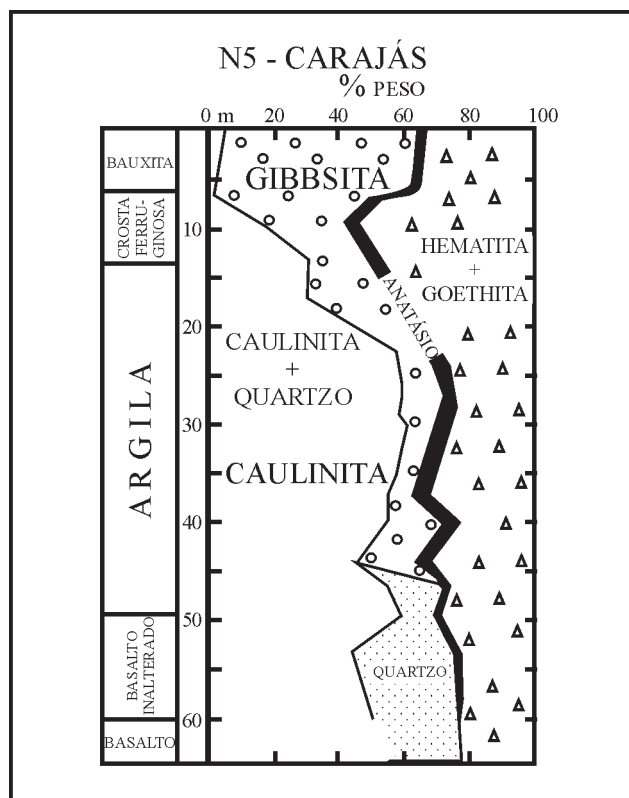 N5 - CARAJÁS
% PESO
0 m 20 40 60 80 100
BAUXITA
GIBBSITA
CROSTA
FERRU-
GINOSA
10
HEMATITA
+
GOETHITA
ANATÁSIO
20
CAULINITA
+
QUARTZO
ARGILA
30
CAULINITA
40
50
BASALTO
INALTERADO
QUARTZO
60
BASALTO